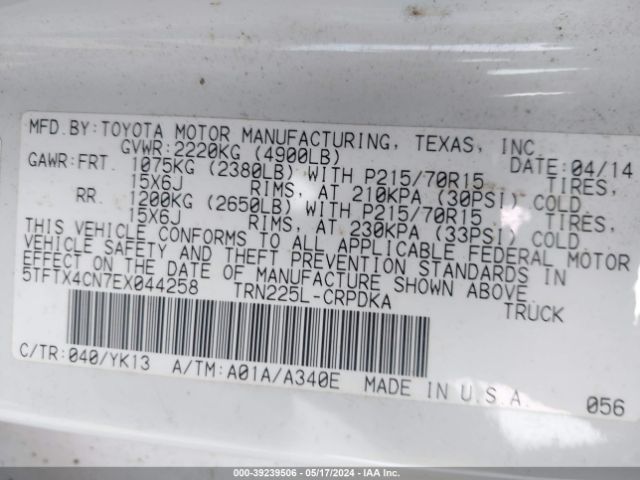 MFD.BY:TOYOTA MOTOR MANUFACTURING, TEXAS, INC
GVWR:2220KG (4900LB) DATE:04/14
GAWR:FRT. 1075KG (2380LB) WITH P215/70R15 TIRES,
15X6J RIMS, AT 210KPA (30PSI) COLD
RR. 1200KG (2650LB) WITH P215/70R15 TIRES,
15X6J RIMS, AT 230KPA (33PSI) COLD
THIS VEHICLE CONFORMS TO ALL APPLICABLE FEDERAL MOTOR
VEHICLE SAFETY AND THEFT PREVENTION STANDARDS IN
EFFECT ON THE DATE OF MANUFACTURE SHOWN ABOVE
5TFTX4CN7EX044258 TRN225L-CRPDKA TRUCK
C/TR:040/YK13 A/TM:A01A/A340E MADE IN U.S.A. 056
000-39239506 - 05/17/2024 - IAA Inc.